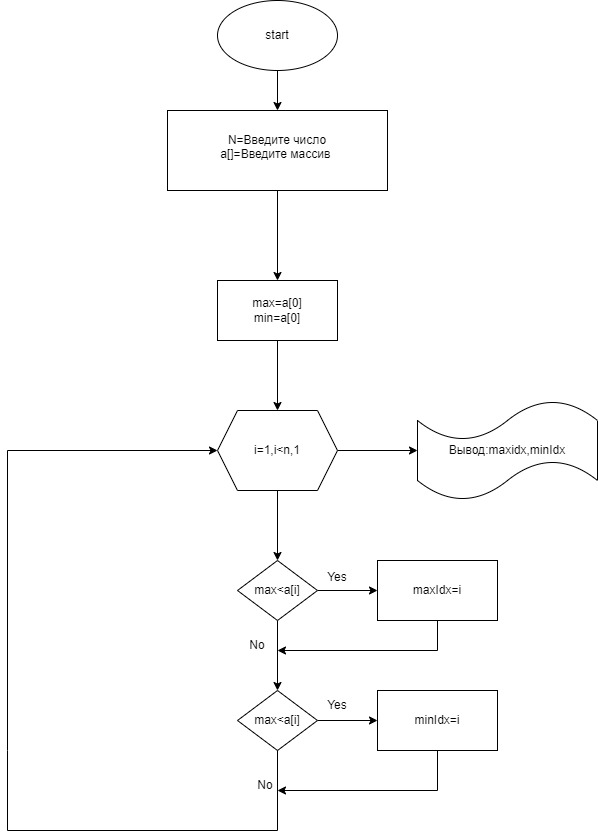 start
N=Введите число
a[]=Введите массив
max=a[0]
min=a[0]
i=1,i<n,1
Вывод:maxidx,minIdx
max<a[i]
Yes
maxIdx=i
No
max<a[i]
Yes
minIdx=i
No